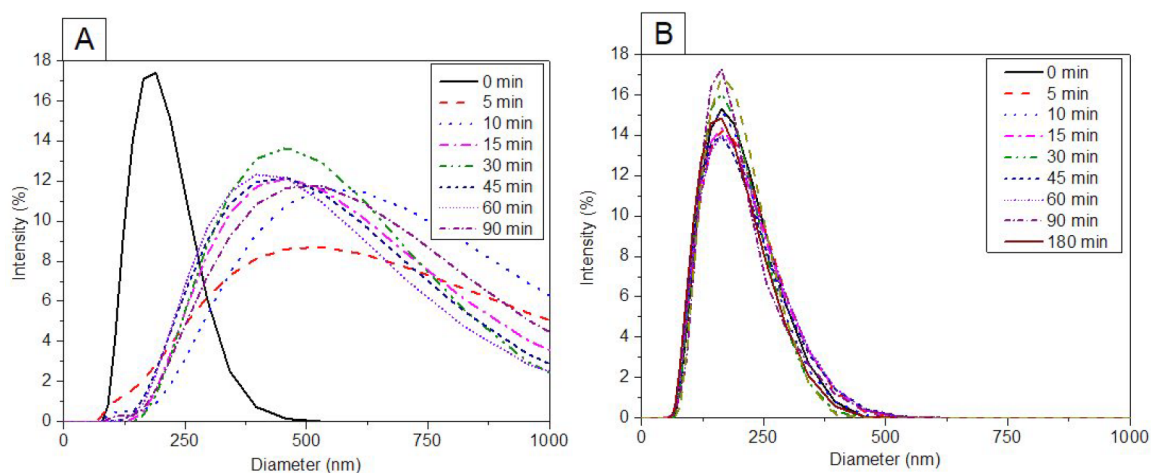 A
18
16
14
12
10
8
6
4
2
0
Intensity (%)
0 min
5 min
10 min
15 min
30 min
45 min
60 min
90 min
0
250
500
750
1000
Diameter (nm)
B
18
16
14
12
10
8
6
4
2
0
Intensity (%)
0 min
5 min
10 min
15 min
30 min
45 min
60 min
90 min
180 min
0
250
500
750
1000
Diameter (nm)